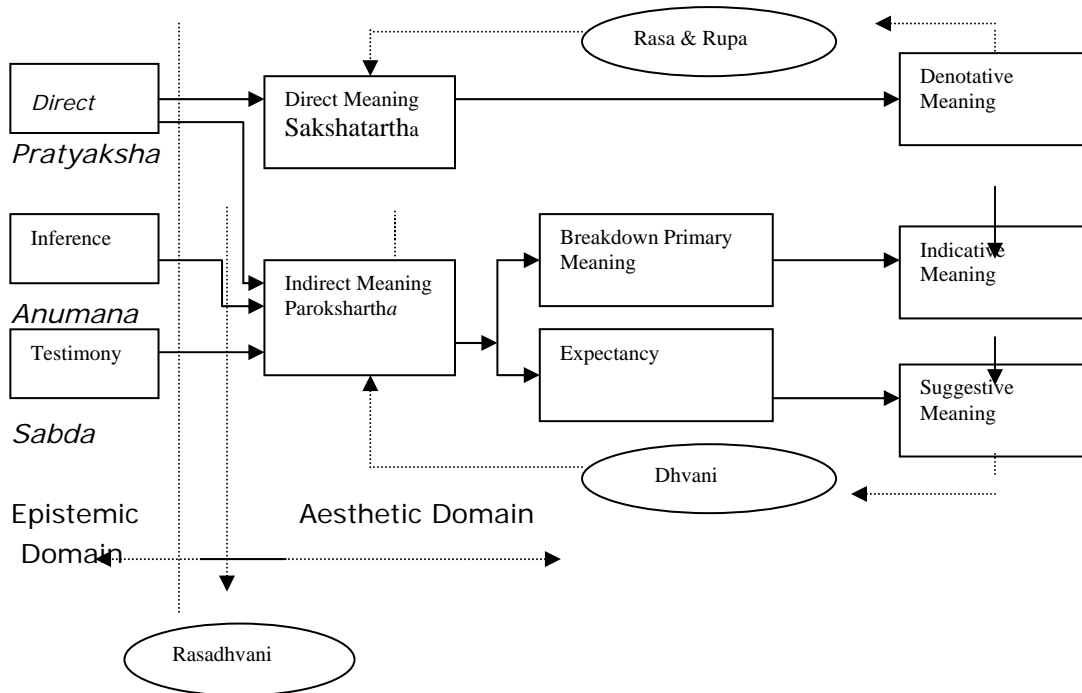 Rasa & Rupa
Direct
Pratyaksha
Direct Meaning
Sakshatartha
Denotative
Meaning
Inference
Anumana
Indirect Meaning
Parokshartha
Breakdown Primary
Meaning
Indicative
Meaning
Testimony
Sabda
Expectancy
Suggestive
Meaning
Dhvani
Epistemic
Domain
Aesthetic Domain
Rasadhvani